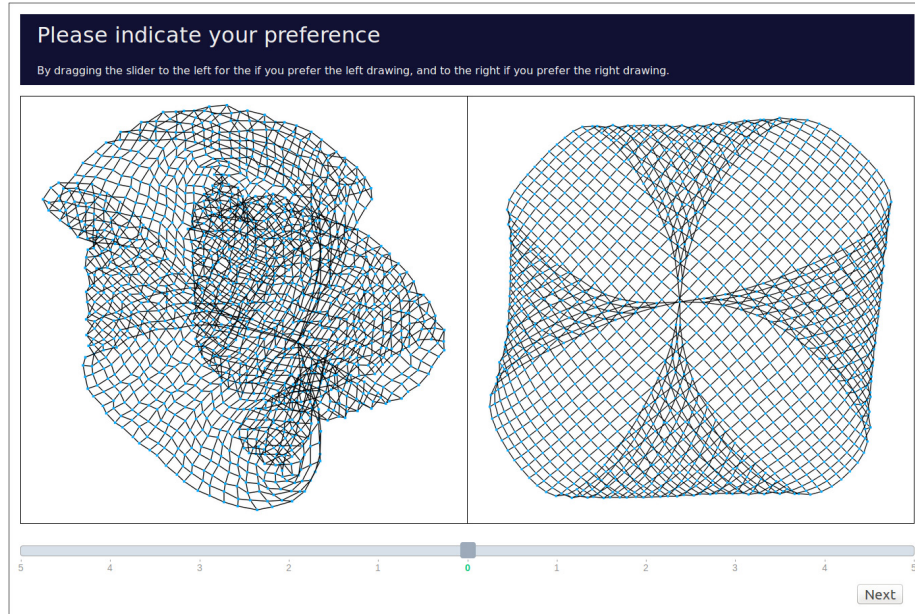 Please indicate your preference
By dragging the slider to the left for the if you prefer the left drawing, and to the right if you prefer the right drawing.
5 4 3 2 1 0 1 2 3 4 5
Next